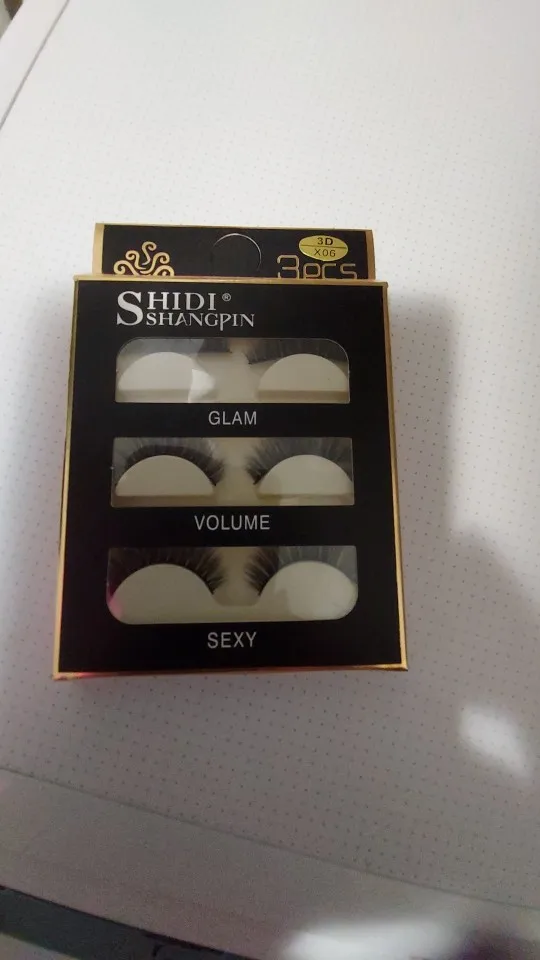 3D
X06
3PCS
SHIDI®
SHANGPIN
GLAM
VOLUME
SEXY